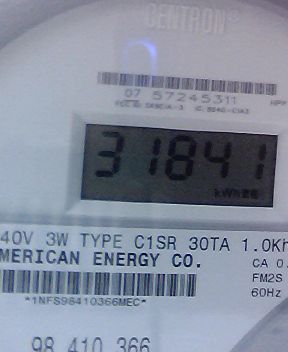 CENTRON®
07 57245311
31841
kWh
40V 3W TYPE C1SR 30TA 1.0Kh
MERICAN ENERGY CO.
CA 0.
FM2S
*1NFS98410366MEC*
60Hz
98 410 366